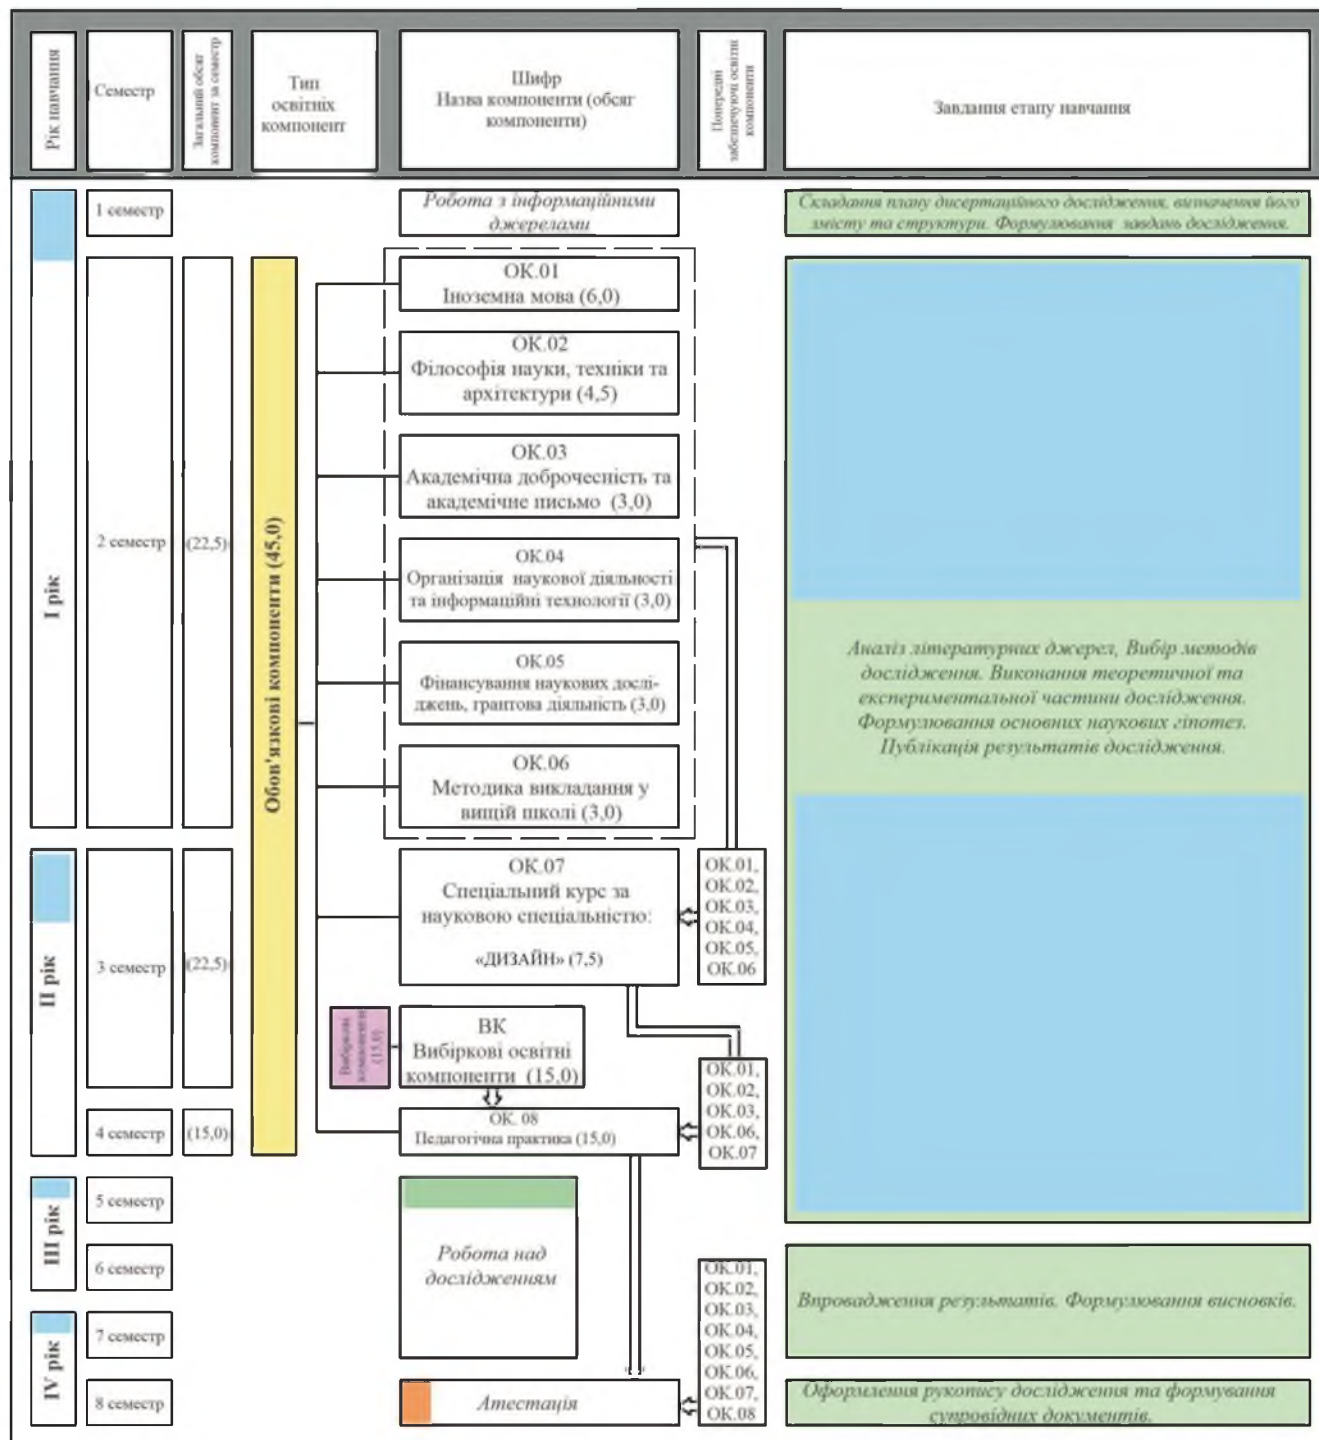 Рік навчання
Семестр
Загальний обсяг
компонент за семестр
Тип
освітніх
компонент
Шифр
Назва компоненти (обсяг
компоненти)
Попередні
забезпечуючі освітні
компоненти
Завдання етапу навчання
І рік
1 семестр
Робота з інформаційними
джерелами
Складання плану дисертаційного дослідження, визначення його
змісту та структури. Формулювання завдань дослідження.
2 семестр
(22,5)
Обов'язкові компоненти (45,0)
ОК.01
Іноземна мова (6,0)
ОК.02
Філософія науки, техніки та
архітектури (4,5)
ОК.03
Академічна доброчесність та
академічне письмо (3,0)
ОК.04
Організація наукової діяльності
та інформаційні технології (3,0)
ОК.05
Фінансування наукових дослі-
джень, грантова діяльність (3,0)
ОК.06
Методика викладання у
вищій школі (3,0)
Аналіз літературних джерел, Вибір методів
дослідження. Виконання теоретичної та
експериментальної частини дослідження.
Формулювання основних наукових гіпотез.
Публікація результатів дослідження.
ІІ рік
3 семестр
(22,5)
ОК.07
Спеціальний курс за
науковою спеціальністю:
«ДИЗАЙН» (7,5)
ОК.01,
ОК.02,
ОК.03,
ОК.04,
ОК.05,
ОК.06
Вибіркові
компоненти
(15,0)
ВК
Вибіркові освітні
компоненти (15,0)
4 семестр
(15,0)
ОК. 08
Педагогічна практика (15,0)
ОК.01,
ОК.02,
ОК.03,
ОК.06,
ОК.07
ІІІ рік
5 семестр
6 семестр
Робота над
дослідженням
ІV рік
7 семестр
8 семестр
Атестація
ОК.01,
ОК.02,
ОК.03,
ОК.04,
ОК.05,
ОК.06,
ОК.07,
ОК.08
Впровадження результатів. Формулювання висновків.
Оформлення рукопису дослідження та формування
супровідних документів.